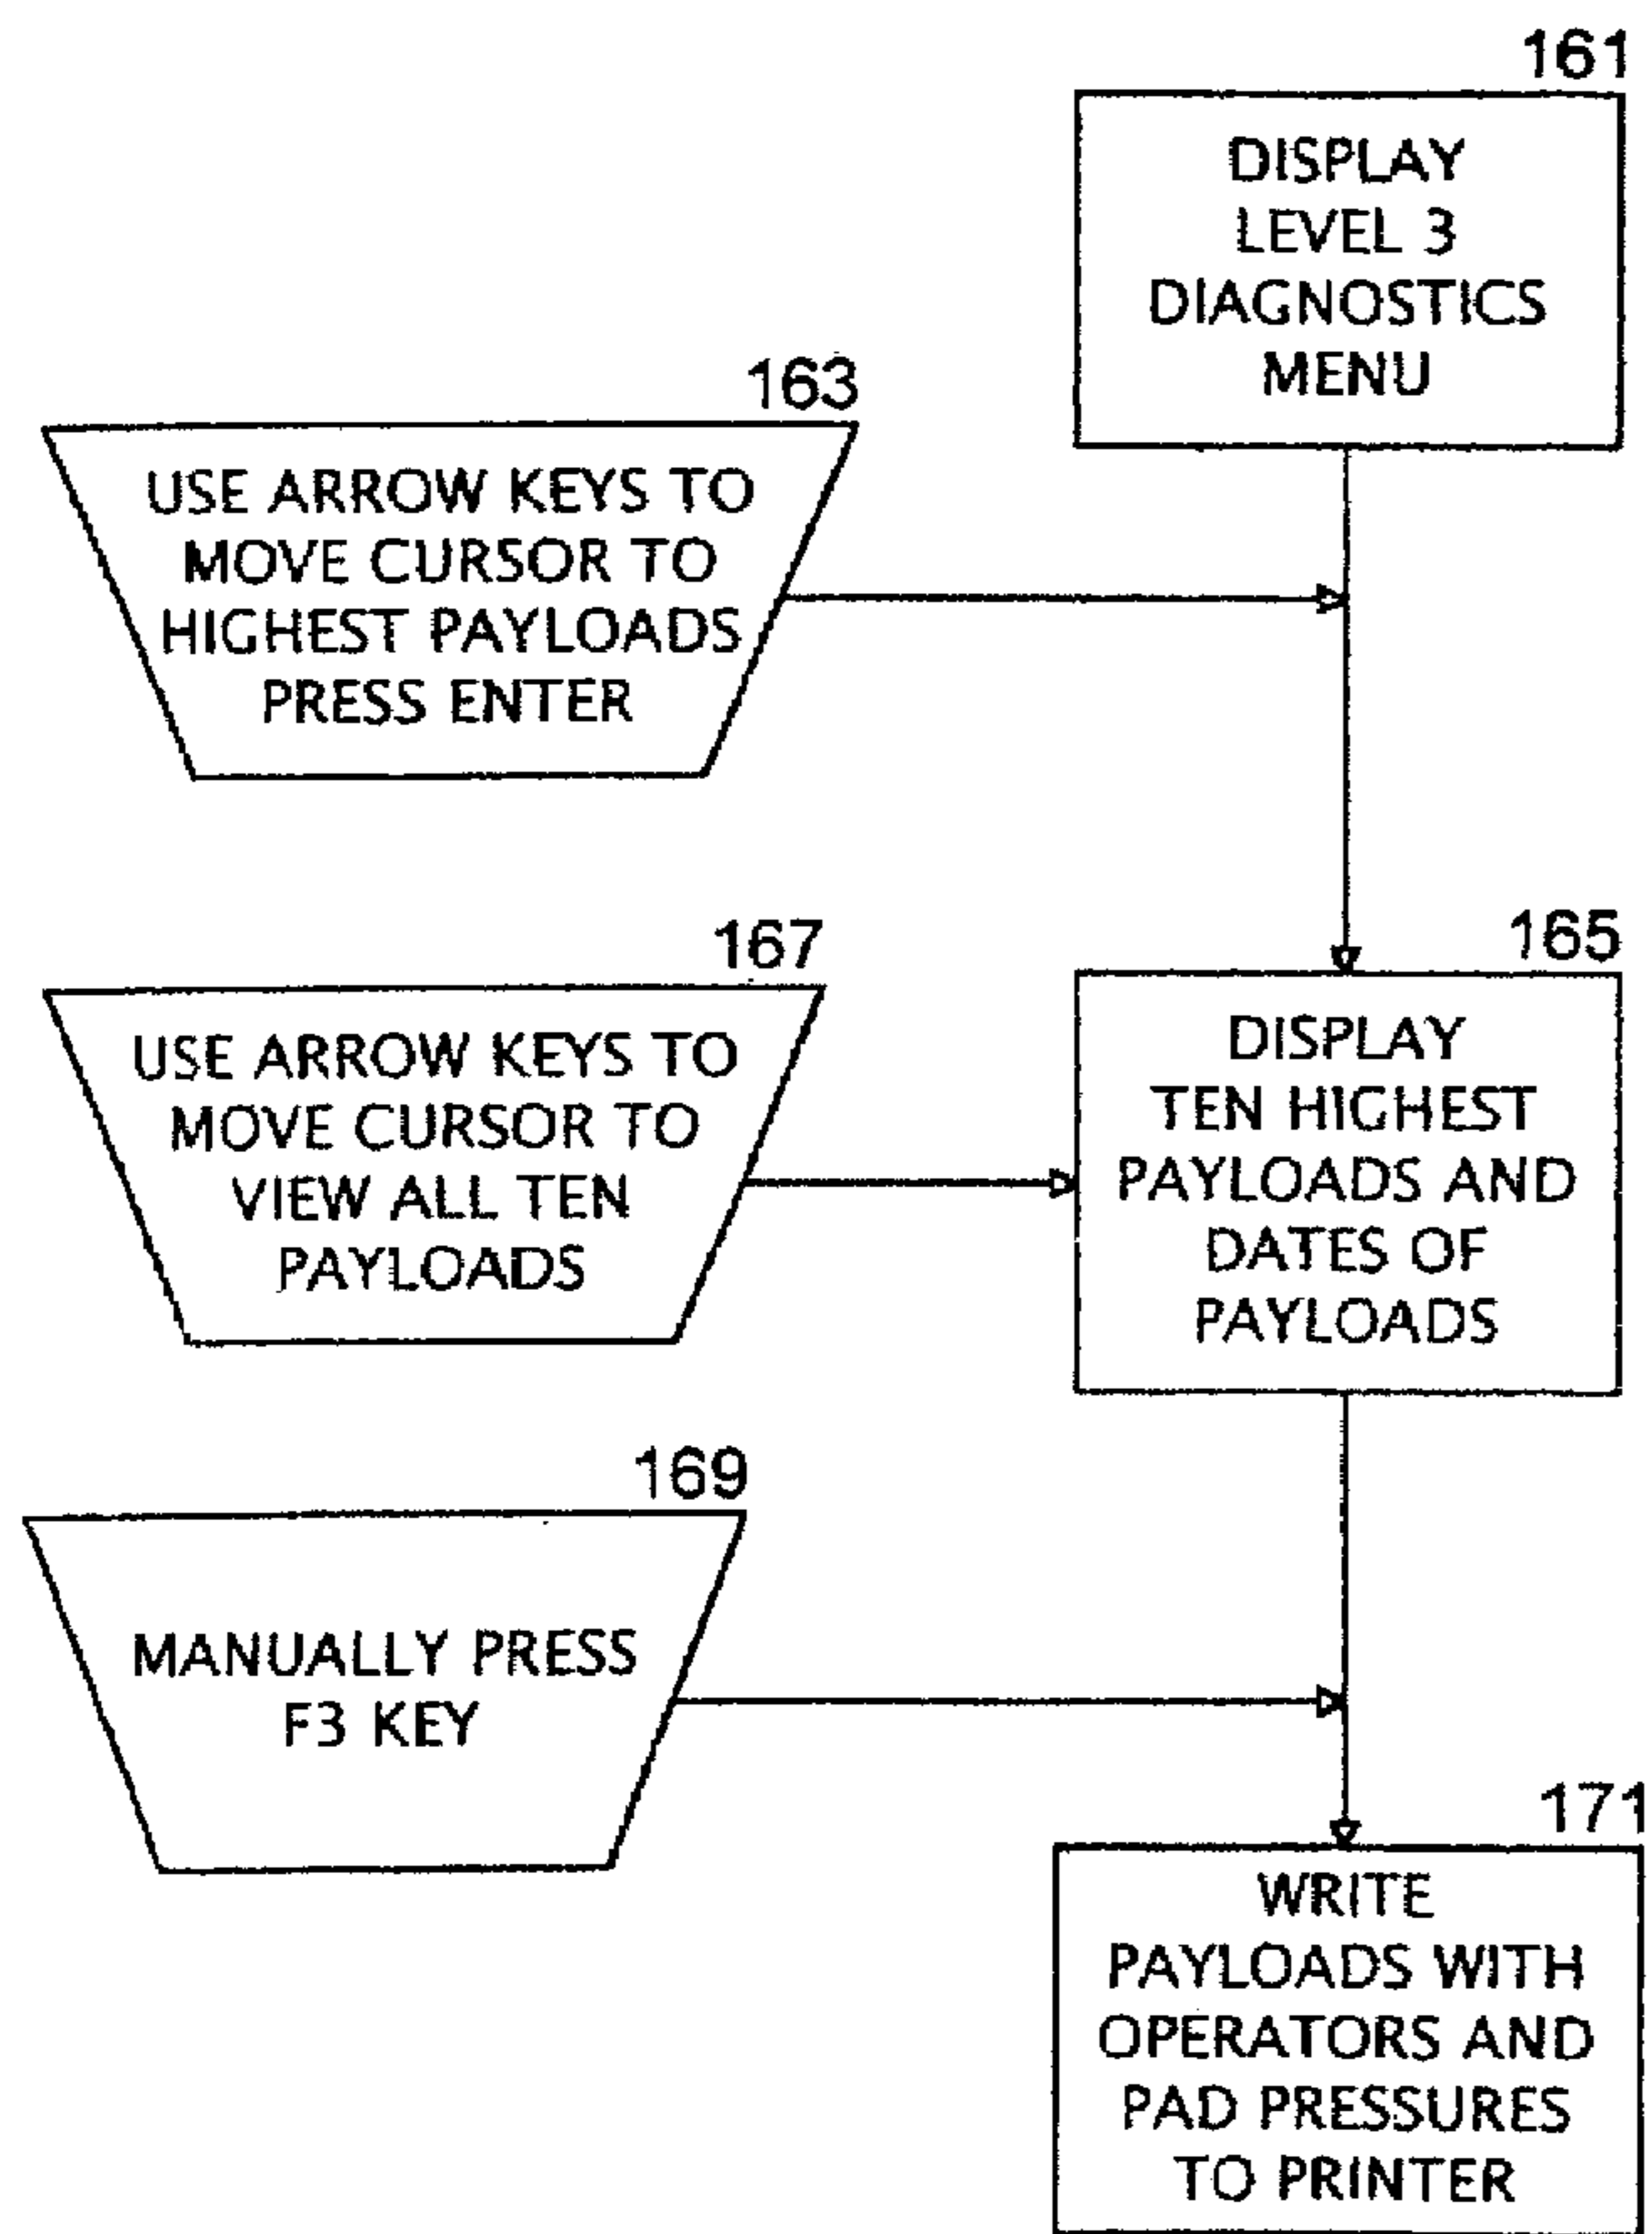 161
DISPLAY
LEVEL 3
DIAGNOSTICS
MENU
163
USE ARROW KEYS TO
MOVE CURSOR TO
HIGHEST PAYLOADS
PRESS ENTER
167
USE ARROW KEYS TO
MOVE CURSOR TO
VIEW ALL TEN
PAYLOADS
165
DISPLAY
TEN HIGHEST
PAYLOADS AND
DATES OF
PAYLOADS
169
MANUALLY PRESS
F3 KEY
171
WRITE
PAYLOADS WITH
OPERATORS AND
PAD PRESSURES
TO PRINTER